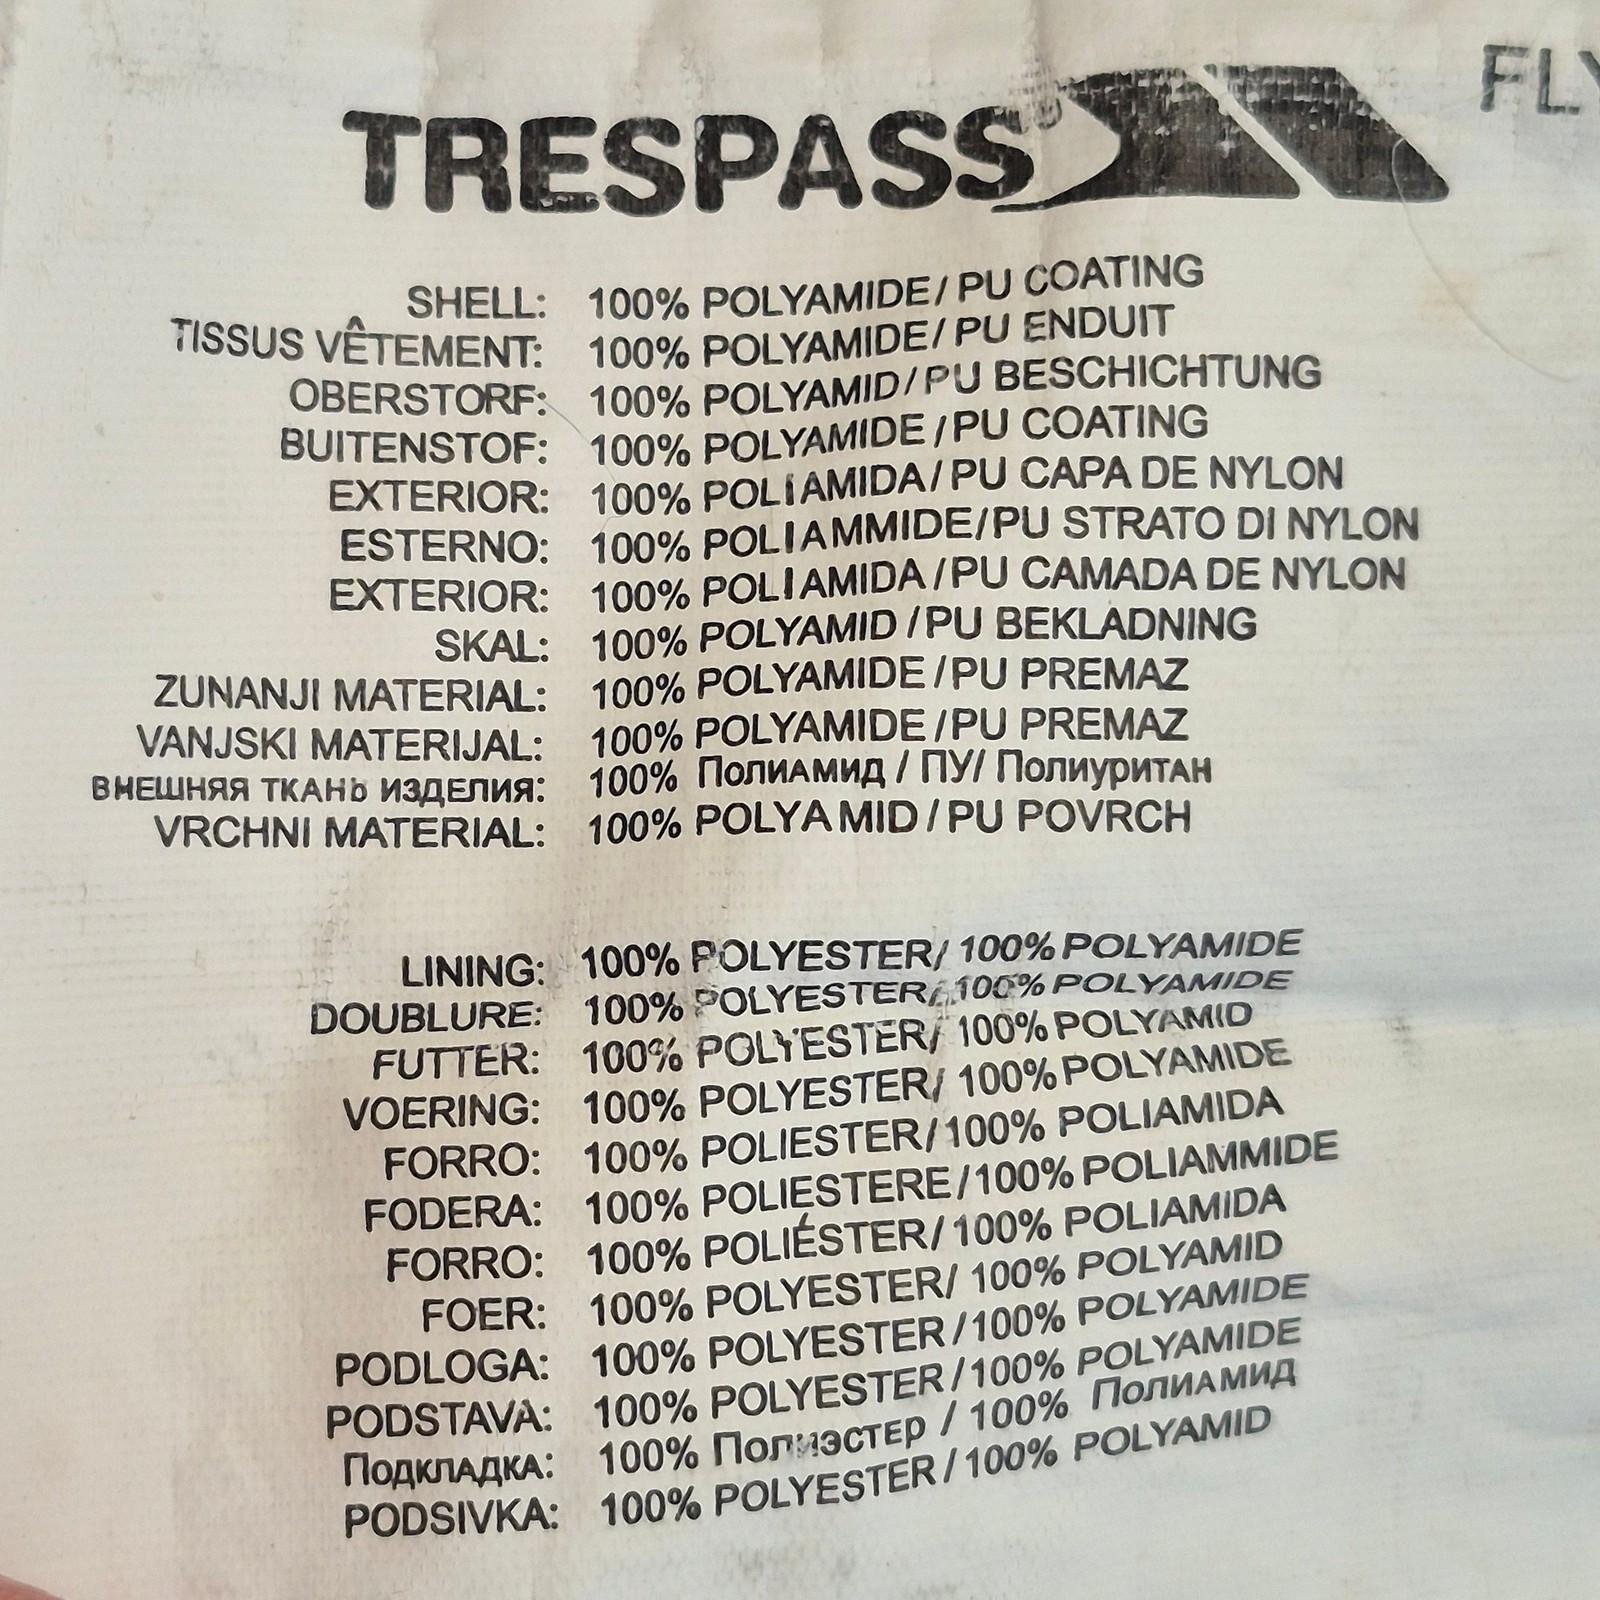 TRESPASS
FLY
SHELL: 100% POLYAMIDE/ PU COATING
TISSUS VÊTEMENT: 100% POLYAMIDE/ PU ENDUIT
OBERSTORF: 100% POLYAMID/ PU BESCHICHTUNG
BUITENSTOF: 100% POLYAMIDE /PU COATING
EXTERIOR: 100% POLIAMIDA/ PU CAPA DE NYLON
ESTERNO: 100% POLIAMMIDE/PU STRATO DI NYLON
EXTERIOR: 100% POLIAMIDA /PU CAMADA DE NYLON
SKAL: 100% POLYAMID /PU BEKLADNING
ZUNANJI MATERIAL: 100% POLYAMIDE /PU PREMAZ
VANJSKI MATERIJAL: 100% POLYAMIDE /PU PREMAZ
ВНЕШНЯЯ ТКАНЬ ИЗДЕЛИЯ: 100% Полиамид / ПУ/ Полиуритан
VRCHNI MATERIAL: 100% POLYAMID / PU POVRCH
LINING: 100% POLYESTER/ 100% POLYAMIDE
DOUBLURE: 100% POLYESTER/ 100% POLYAMIDE
FUTTER: 100% POLYESTER/ 100% POLYAMID
VOERING: 100% POLYESTER/ 100% POLYAMIDE
FORRO: 100% POLIESTER/ 100% POLIAMIDA
FODERA: 100% POLIESTERE/100% POLIAMMIDE
FORRO: 100% POLIÉSTER/ 100% POLIAMIDA
FOER: 100% POLYESTER/ 100% POLYAMID
PODLOGA: 100% POLYESTER /100% POLYAMIDE
PODSTAVA: 100% POLYESTER /100% POLYAMIDE
Подкладка: 100% Полиэстер / 100% Полиамид
PODSIVKA: 100% POLYESTER / 100% POLYAMID